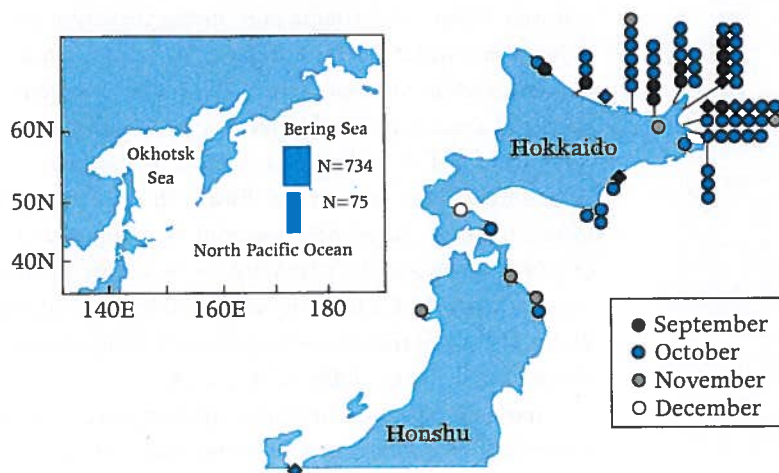 60N
50N
40N
140E
160E
180
Okhotsk
Sea
Bering Sea
N=734
N=75
North Pacific Ocean
Hokkaido
Honshu
September
October
November
December